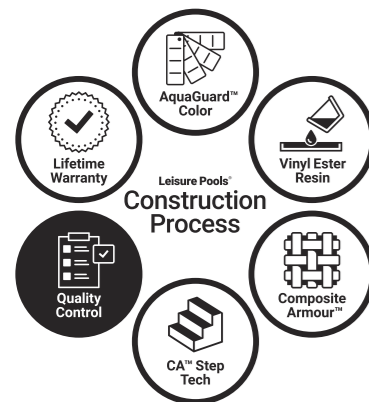 AquaGuard™
Color
Lifetime
Warranty
Vinyl Ester
Resin
Leisure Pools®
Construction
Process
Quality
Control
Composite
Armour™
CA™ Step
Tech